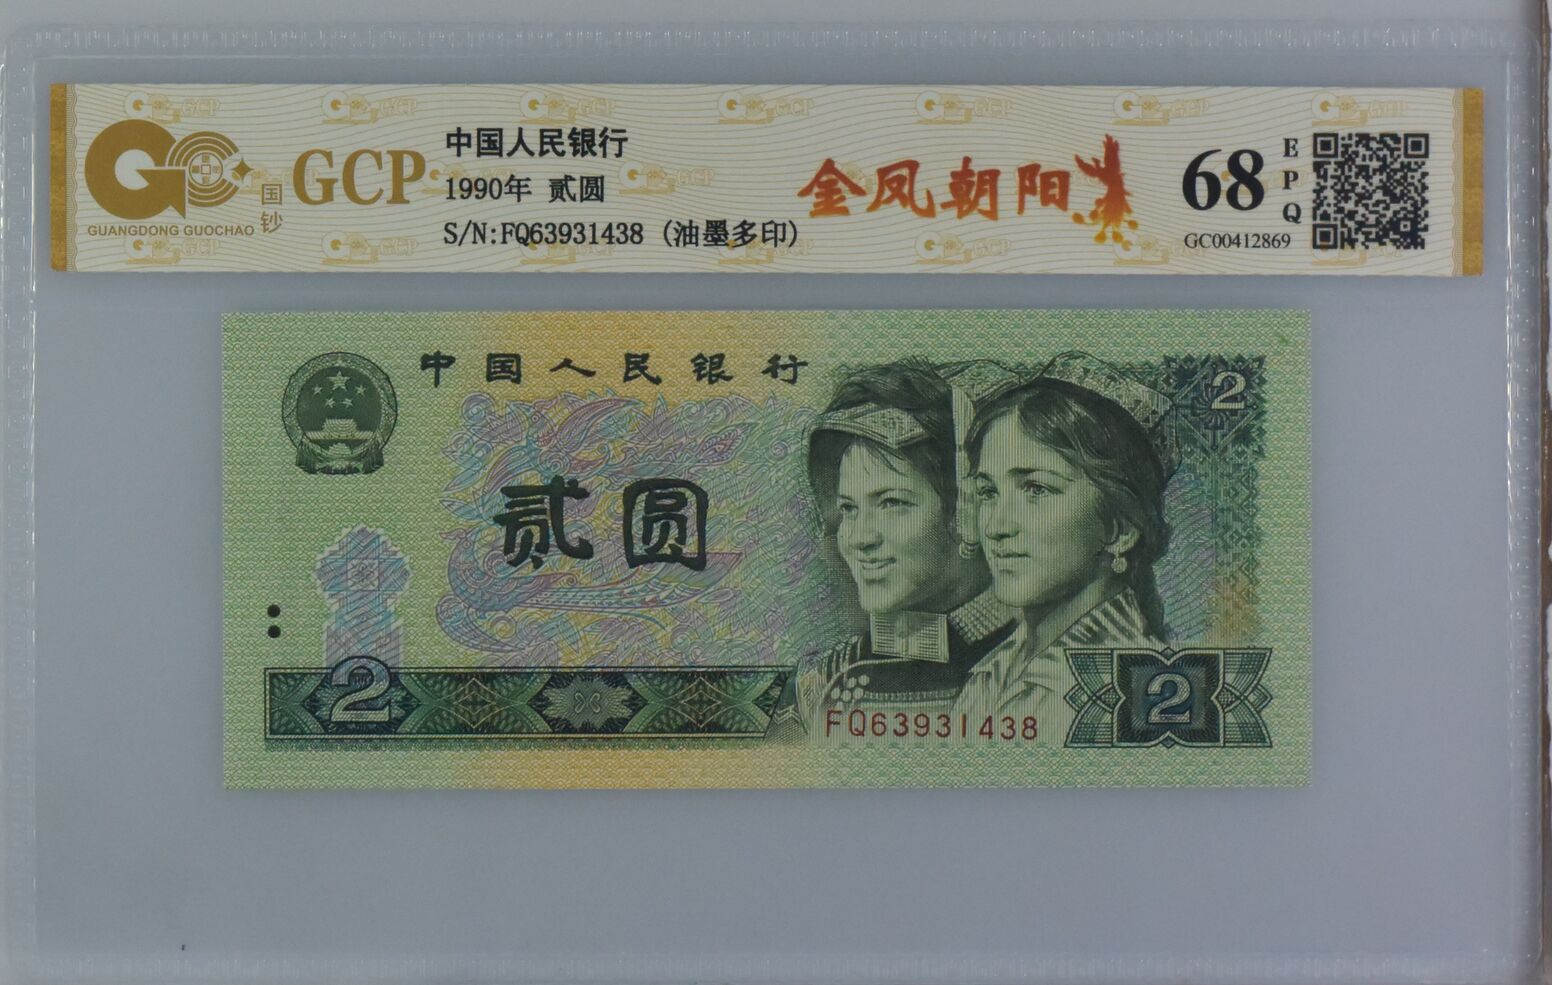 GUANGDONG GUOCHAO
国钞
GCP
中国人民银行
1990年 贰圆
S/N:FQ63931438 (油墨多印)
金凤朝阳
68
EPQ
GC00412869
中国人民银行
2
贰圆
2
FQ63931438
2